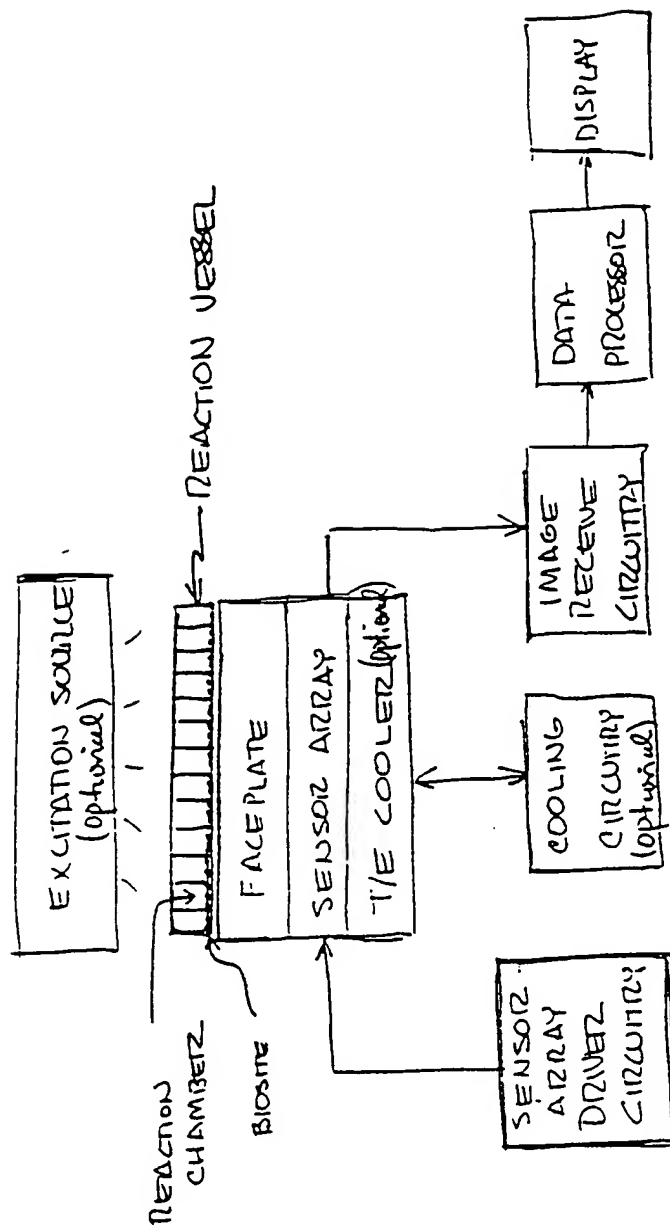 EXCITATION SOURCE
(optional)
REACTION VESSEL
REACTION
CHAMBER
BIOSITE
FACEPLATE
SENSOR ARRAY
T/E COOLER (optional)
SENSOR
ARRAY
DRIVER
CIRCUITRY
COOLING
CIRCUITRY
(optional)
IMAGE
RECEIVE
CIRCUITRY
DATA
PROCESSOR
DISPLAY